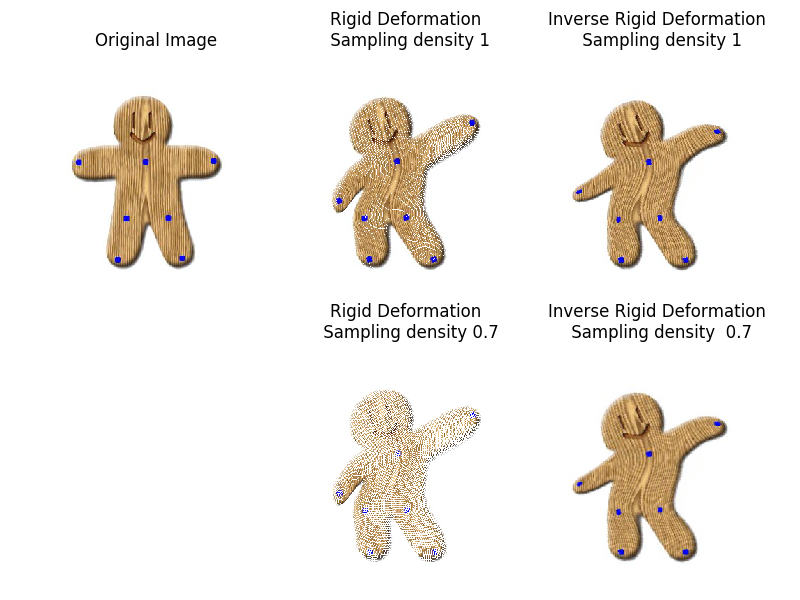 Original Image
Rigid Deformation
Sampling density 1
Inverse Rigid Deformation
Sampling density 1
Rigid Deformation
Sampling density 0.7
Inverse Rigid Deformation
Sampling density 0.7